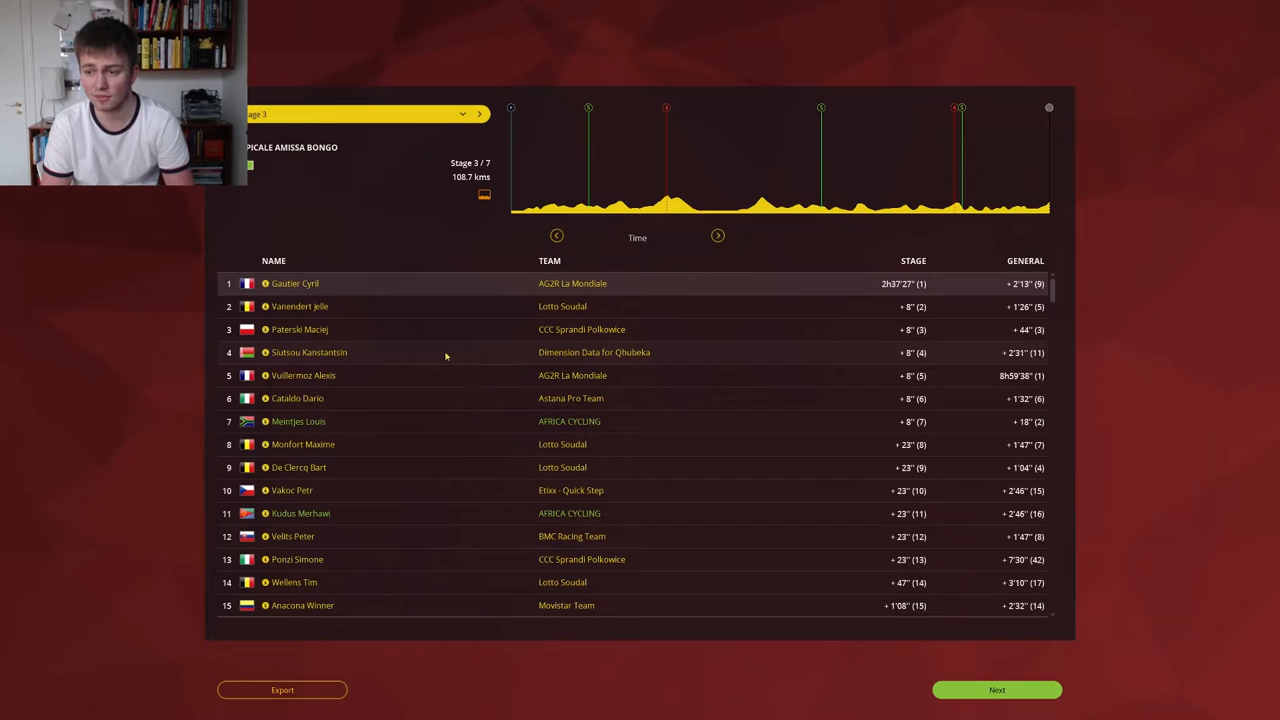 age 3
PICALE AMISSA BONGO
Stage 3 / 7
108.7 kms
S 4 S 4 S
Time
NAME TEAM STAGE GENERAL
1 Gautier Cyril AG2R La Mondiale 2h37'27'' (1) + 2'13'' (9)
2 Vanendert Jelle Lotto Soudal + 8'' (2) + 1'26'' (5)
3 Paterski Maciej CCC Sprandi Polkowice + 8'' (3) + 44'' (3)
4 Siutsou Kanstantsin Dimension Data for Qhubeka + 8'' (4) + 2'31'' (11)
5 Vuillermoz Alexis AG2R La Mondiale + 8'' (5) 8h59'38'' (1)
6 Cataldo Dario Astana Pro Team + 8'' (6) + 1'32'' (6)
7 Meintjes Louis AFRICA CYCLING + 8'' (7) + 18'' (2)
8 Monfort Maxime Lotto Soudal + 23'' (8) + 1'47'' (7)
9 De Clercq Bart Lotto Soudal + 23'' (9) + 1'04'' (4)
10 Vakoc Petr Etixx - Quick Step + 23'' (10) + 2'46'' (15)
11 Kudus Merhawi AFRICA CYCLING + 23'' (11) + 2'46'' (16)
12 Velits Peter BMC Racing Team + 23'' (12) + 1'47'' (8)
13 Ponzi Simone CCC Sprandi Polkowice + 23'' (13) + 7'30'' (42)
14 Wellens Tim Lotto Soudal + 47'' (14) + 3'10'' (17)
15 Anacona Winner Movistar Team + 1'08'' (15) + 2'32'' (14)
Export
Next